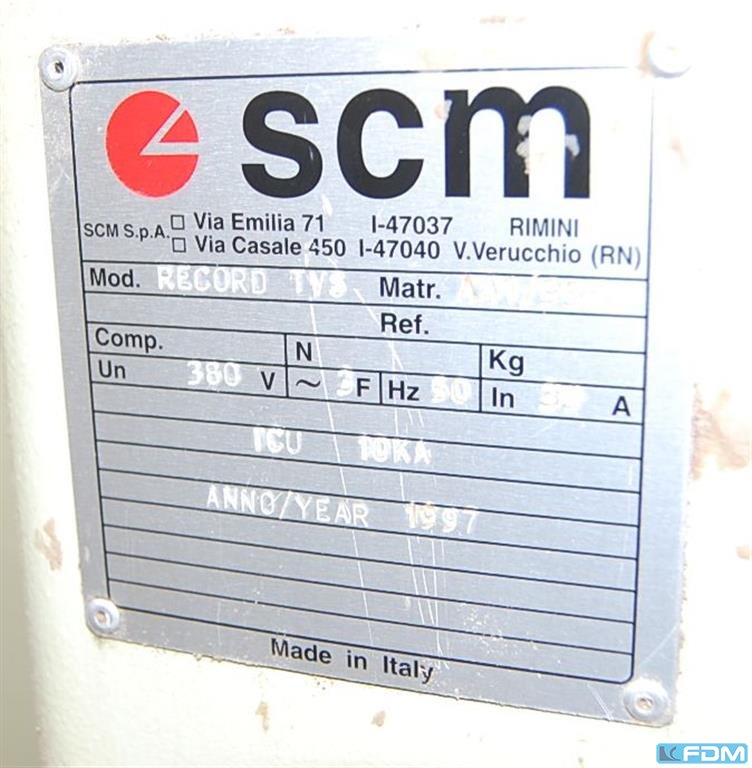 scm
SCM S.p.A. Via Emilia 71 I-47037 RIMINI
Via Casale 450 I-47040 V.Verucchio (RN)
Mod. RECORD TVS Matr.
Ref.
Comp. N Kg
Un 380 V ~ 3 F Hz 50 In A
ICU 10KA
ANNO/YEAR 1997
Made in Italy
FDM